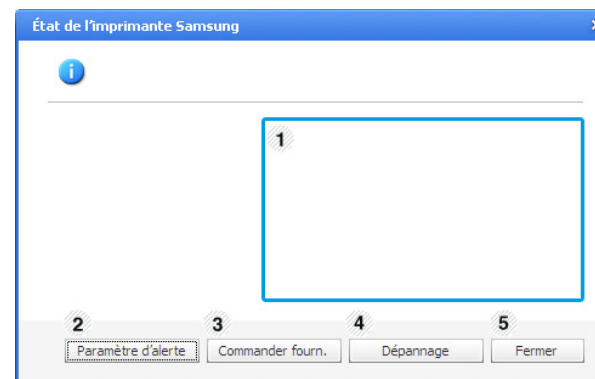 État de l'imprimante Samsung
1
2 3 4 5
Paramètre d'alerte Commander fourn. Dépannage Fermer